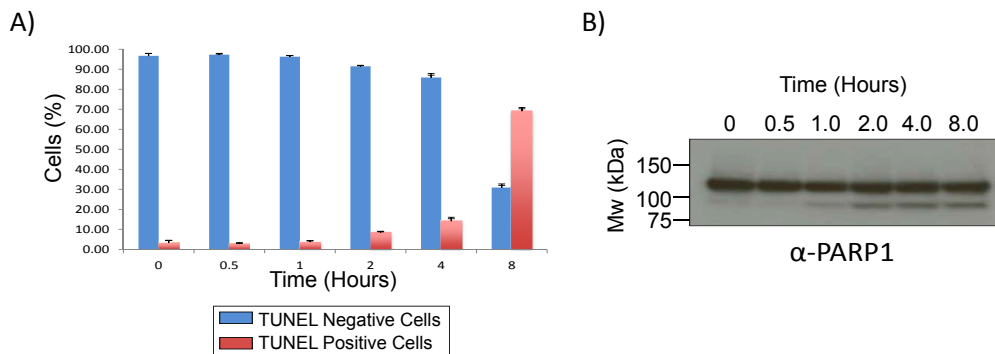 A)
Cells (%)
100.00
90.00
80.00
70.00
60.00
50.00
40.00
30.00
20.00
10.00
0.00
0 0.5 1 2 4 8
Time (Hours)
TUNEL Negative Cells
TUNEL Positive Cells
B)
Time (Hours)
0 0.5 1.0 2.0 4.0 8.0
Mw (kDa)
150
100
75
α-PARP1